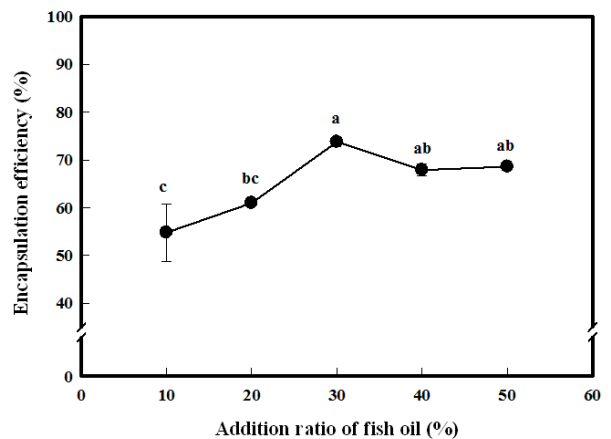 Encapsulation efficiency (%)
100
90
80
70
60
50
40
0
c
bc
a
ab
ab
0 10 20 30 40 50 60
Addition ratio of fish oil (%)